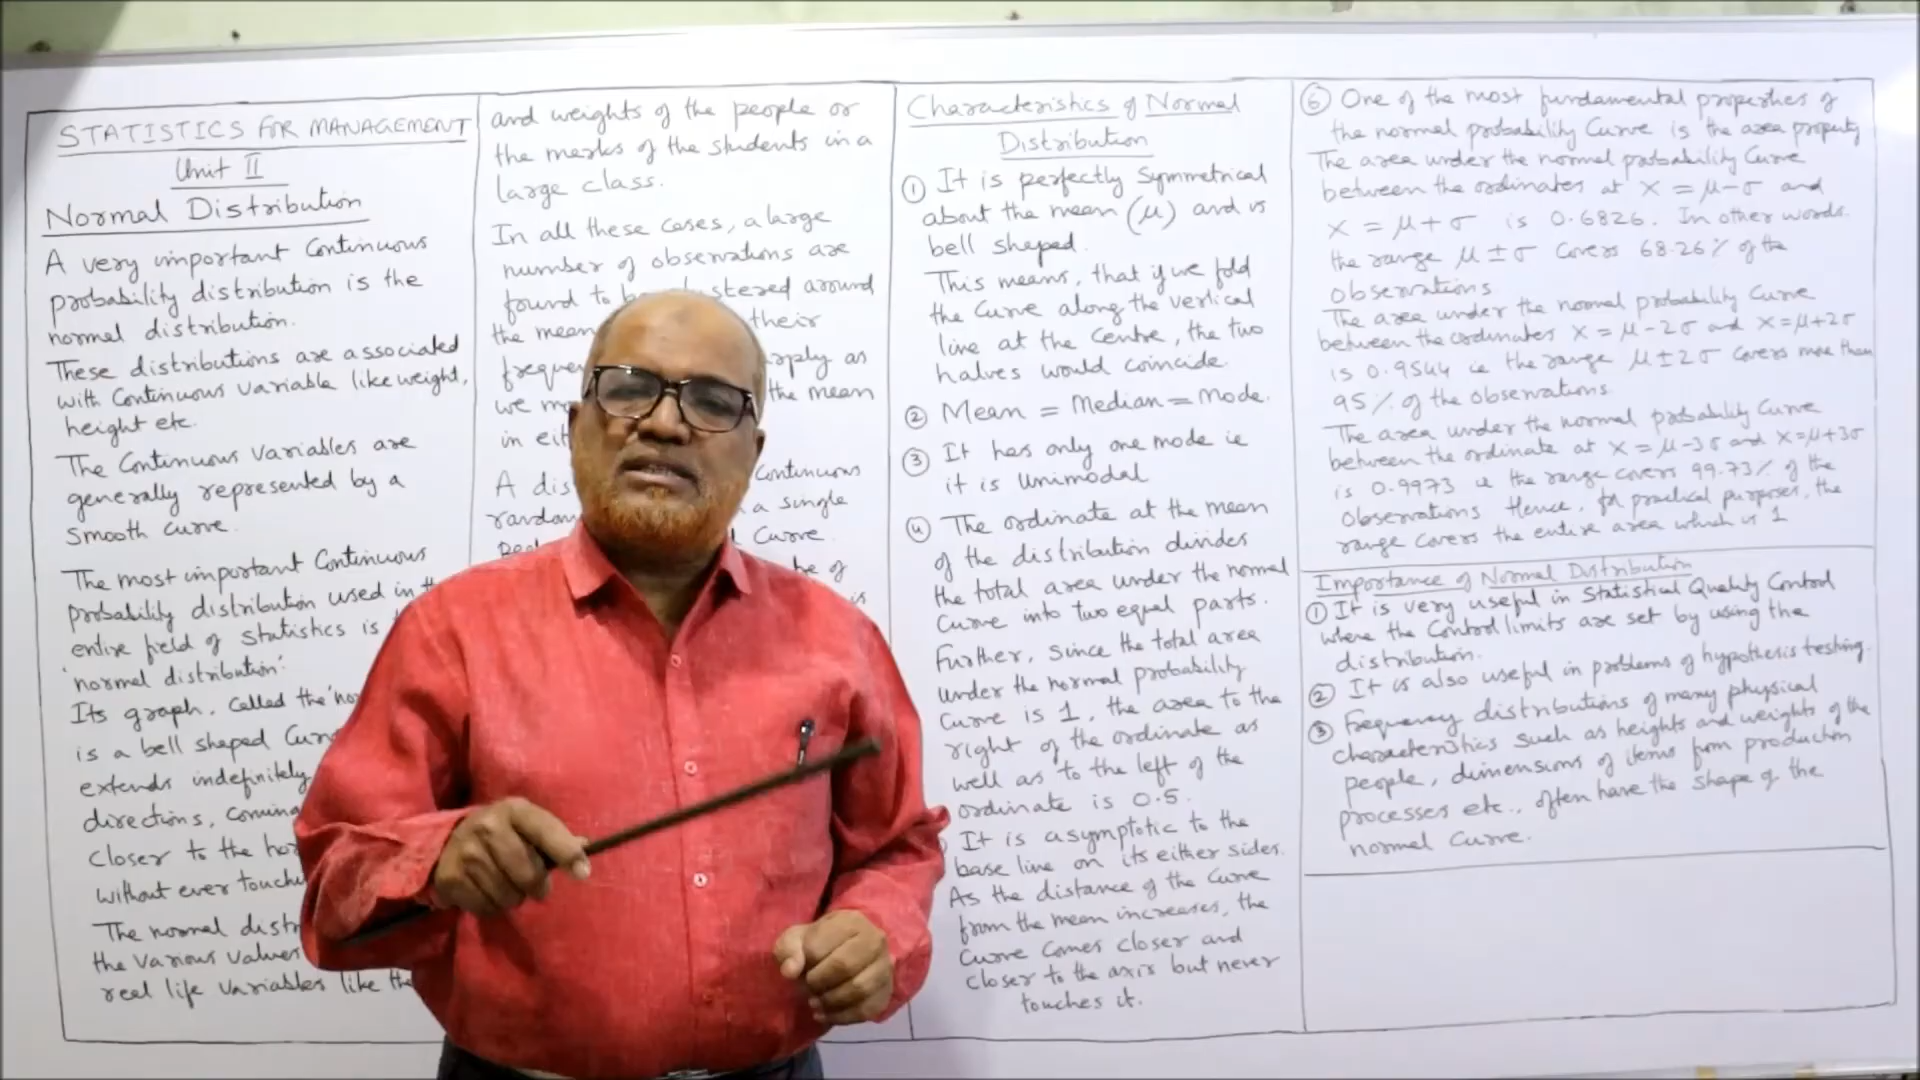 STATISTICS FOR MANAGEMENT
Unit II
Normal Distribution
A very important Continuous
probability distribution is the
normal distribution.
These distributions are associated
with Continuous variable like weight,
height etc.
The Continuous variables are
generally represented by a
Smooth curve.
The most important Continuous
probability distribution used in
entire field of Statistics is
'normal distribution'.
Its graph, called the
is a bell shaped
extends indefinitely
directions, coming
closer to the
without ever
The normal
the various values
real life variables like the
and weights of the people or
the marks of the students in a
large class.
In all these cases, a large
number of observations are
found to around
the mean their
as
we the mean
in
A Continuous
a single
Curve.
of
is
Characteristics of Normal
Distribution
① It is perfectly Symmetrical
about the mean (μ) and is
bell shaped.
This means, that if we fold
the Curve along the vertical
line at the Centre, the two
halves would coincide.
② Mean = Median = Mode.
③ It has only one mode ie
it is Unimodal
④ The ordinate at the mean
of the distribution divides
the total area under the normal
Curve into two equal parts.
Further, since the total area
under the normal probability
Curve is 1, the area to the
right of the ordinate as
well as to the left of the
ordinate is 0.5.
It is asymptotic to the
base line on its either sides.
As the distance of the Curve
from the mean increases, the
Curve Comes closer and
closer to the axis but never
touches it.
⑥ One of the most fundamental properties of
the normal probability Curve is the area property
The area under the normal probability Curve
between the ordinates at X = μ-σ and
X = μ+σ is 0.6826. In other words.
the range μ±σ Covers 68.26% of the
observations
The area under the normal probability Curve
between the ordinates X = μ-2σ and X=μ+2σ
is 0.9544 ie the range μ±2σ Covers more than
95% of the observations.
The area under the normal probability Curve
between the ordinate at X=μ-3σ and X=μ+3σ
is 0.9973 ie the range covers 99.73% of the
Observations Hence, for practical purposes, the
range covers the entire area which is 1
Importance of Normal Distribution
① It is very useful in Statistical Quality Control
where the Control limits are set by using the
distribution.
② It is also useful in problems of hypothesis testing.
③ Frequency distributions of many physical
characteristics such as heights and weights of the
people, dimensions of items from production
processes etc., often have the shape of the
normal Curve.